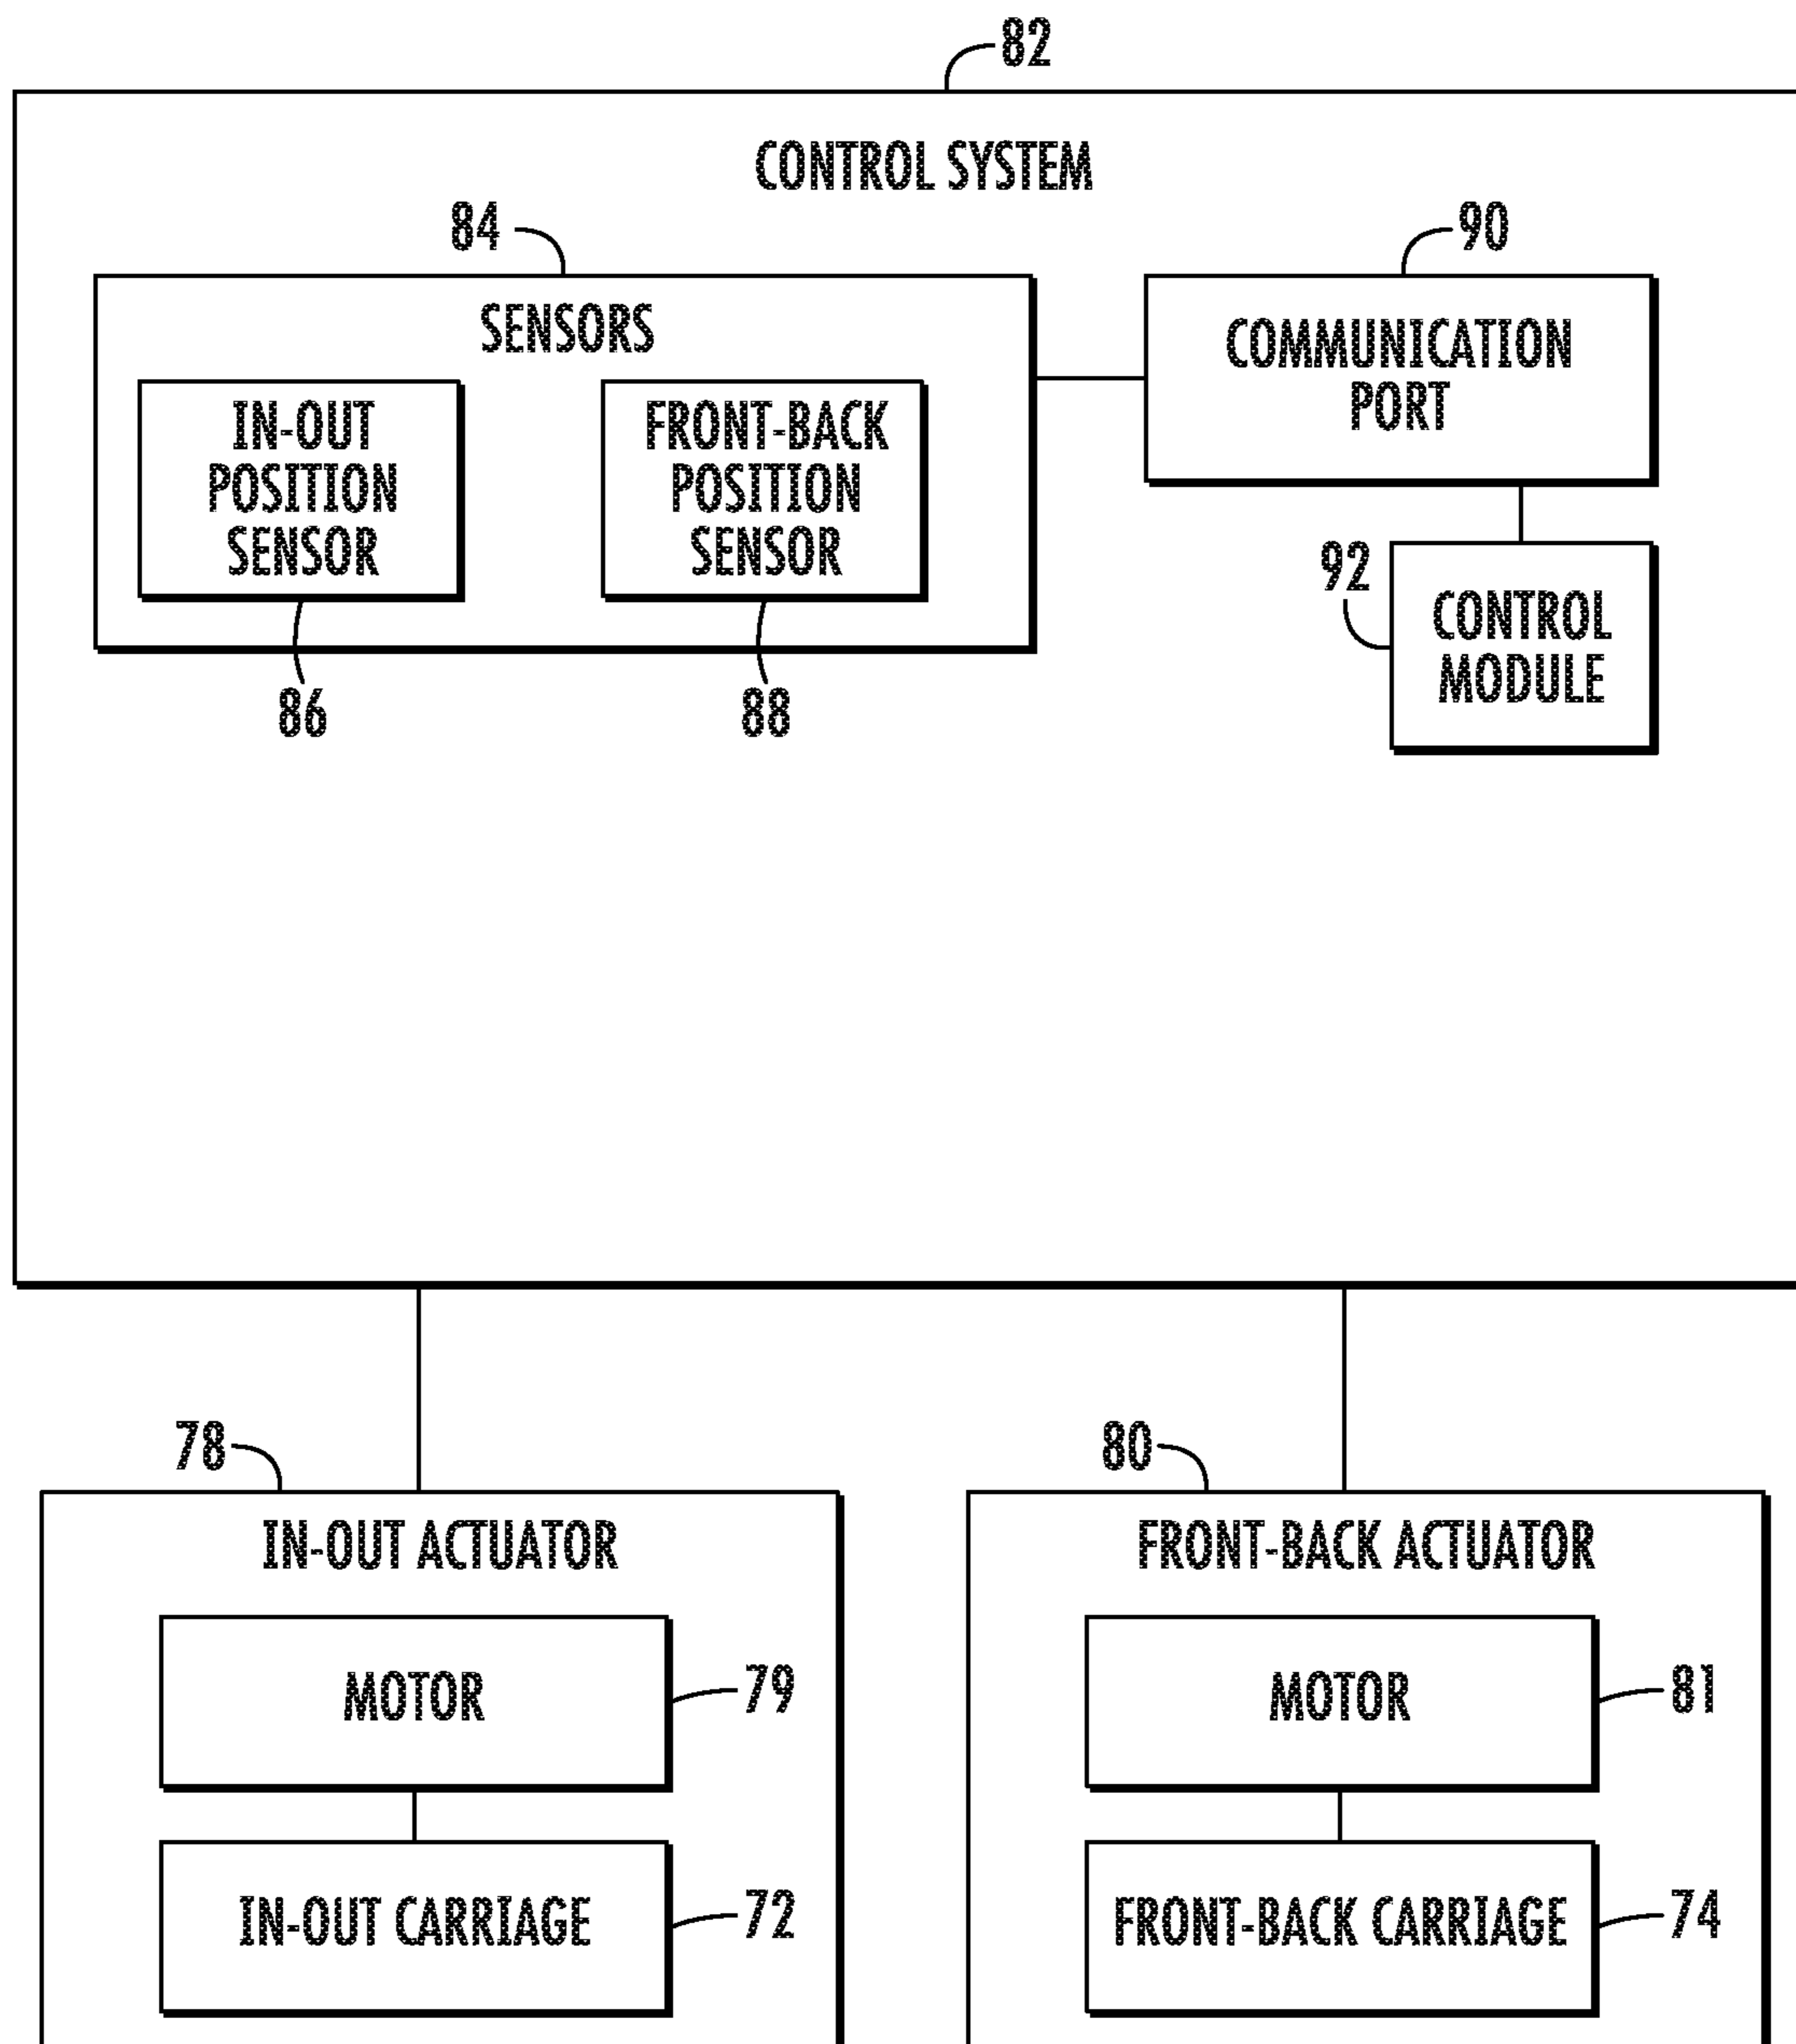 82
CONTROL SYSTEM
84
90
SENSORS
COMMUNICATION
PORT
IN-OUT
POSITION
SENSOR
FRONT-BACK
POSITION
SENSOR
92
CONTROL
MODULE
86
88
78
80
IN-OUT ACTUATOR
FRONT-BACK ACTUATOR
MOTOR
79
MOTOR
81
IN-OUT CARRIAGE
72
FRONT-BACK CARRIAGE
74